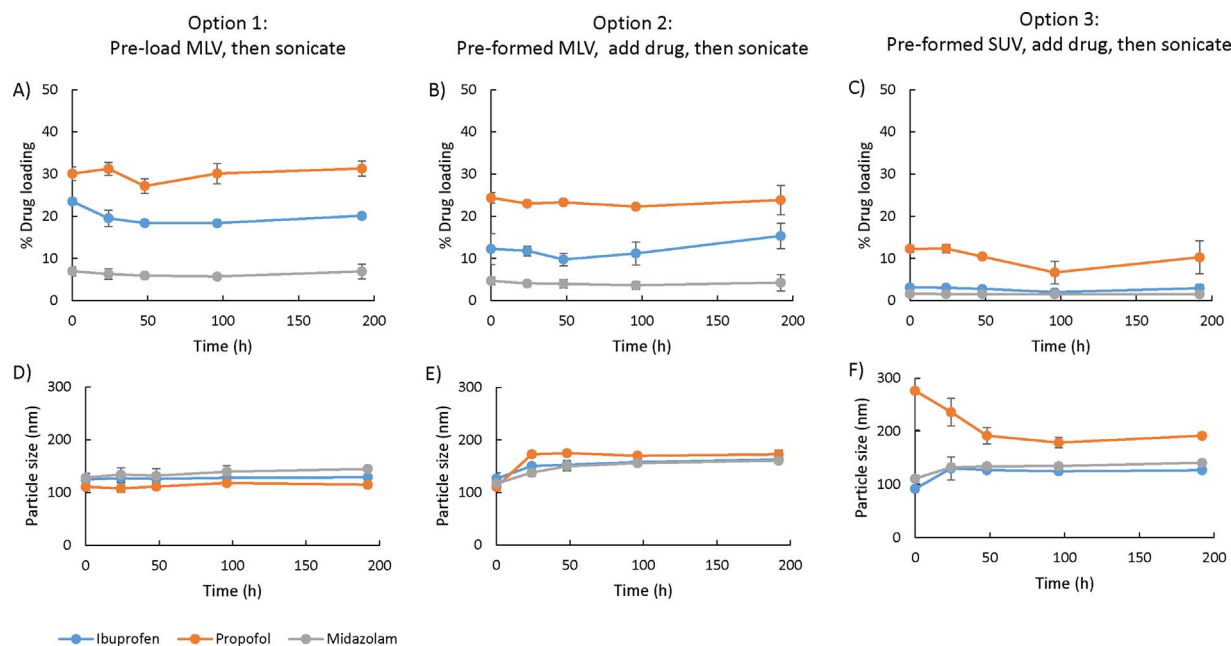 Option 1:
Pre-load MLV, then sonicate
Option 2:
Pre-formed MLV, add drug, then sonicate
Option 3:
Pre-formed SUV, add drug, then sonicate
A)
50
40
30
20
10
0
% Drug loading
0 50 100 150 200
Time (h)
B)
50
40
30
20
10
0
% Drug loading
0 50 100 150 200
Time (h)
C)
50
40
30
20
10
0
% Drug loading
0 50 100 150 200
Time (h)
D)
300
200
100
0
Particle size (nm)
0 50 100 150 200
Time (h)
E)
300
200
100
0
Particle size (nm)
0 50 100 150 200
Time (h)
F)
300
200
100
0
Particle size (nm)
0 50 100 150 200
Time (h)
Ibuprofen Propofol Midazolam